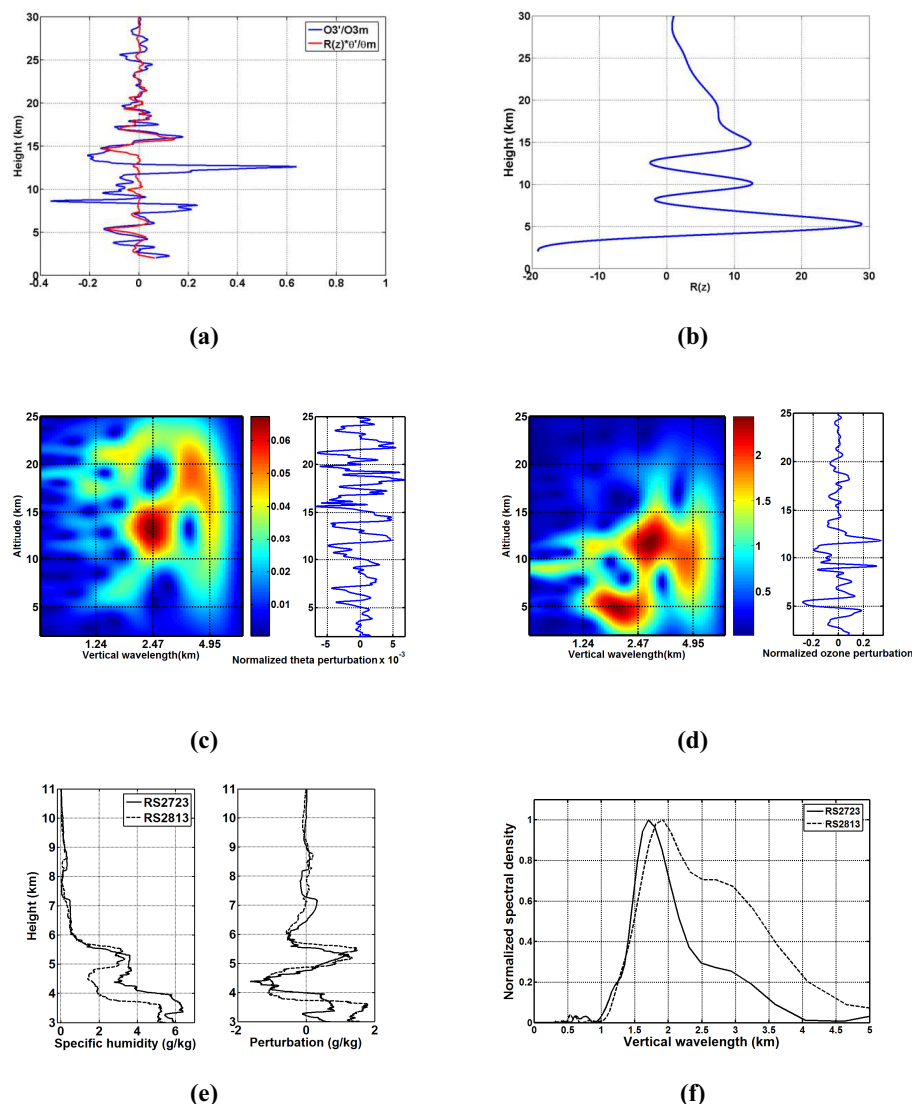 30
25
20
15
10
5
0
Height (km)
-0.4 -0.2 0 0.2 0.4 0.6 0.8 1
O3'/O3m
R(z)*θ'/θm
(a)
30
25
20
15
10
5
0
Height (km)
-20 -10 0 10 20 30
R(z)
(b)
25
20
15
10
5
Altitude (km)
1.24 2.47 4.95
Vertical wavelength(km)
0.06
0.05
0.04
0.03
0.02
0.01
25
20
15
10
5
-5 0 5
Normalized theta perturbation x 10⁻³
(c)
25
20
15
10
5
Altitude (km)
1.24 2.47 4.95
Vertical wavelength(km)
2
1.5
1
0.5
25
20
15
10
5
-0.2 0 0.2
Normalized ozone perturbation
(d)
11
10
9
8
7
6
5
4
3
Height (km)
0 2 4 6
Specific humidity (g/kg)
RS2723
RS2813
11
10
9
8
7
6
5
4
3
-2 0 2
Perturbation (g/kg)
(e)
1
0.8
0.6
0.4
0.2
0
Normalized spectral density
0 0.5 1 1.5 2 2.5 3 3.5 4 4.5 5
Vertical wavelength (km)
RS2723
RS2813
(f)